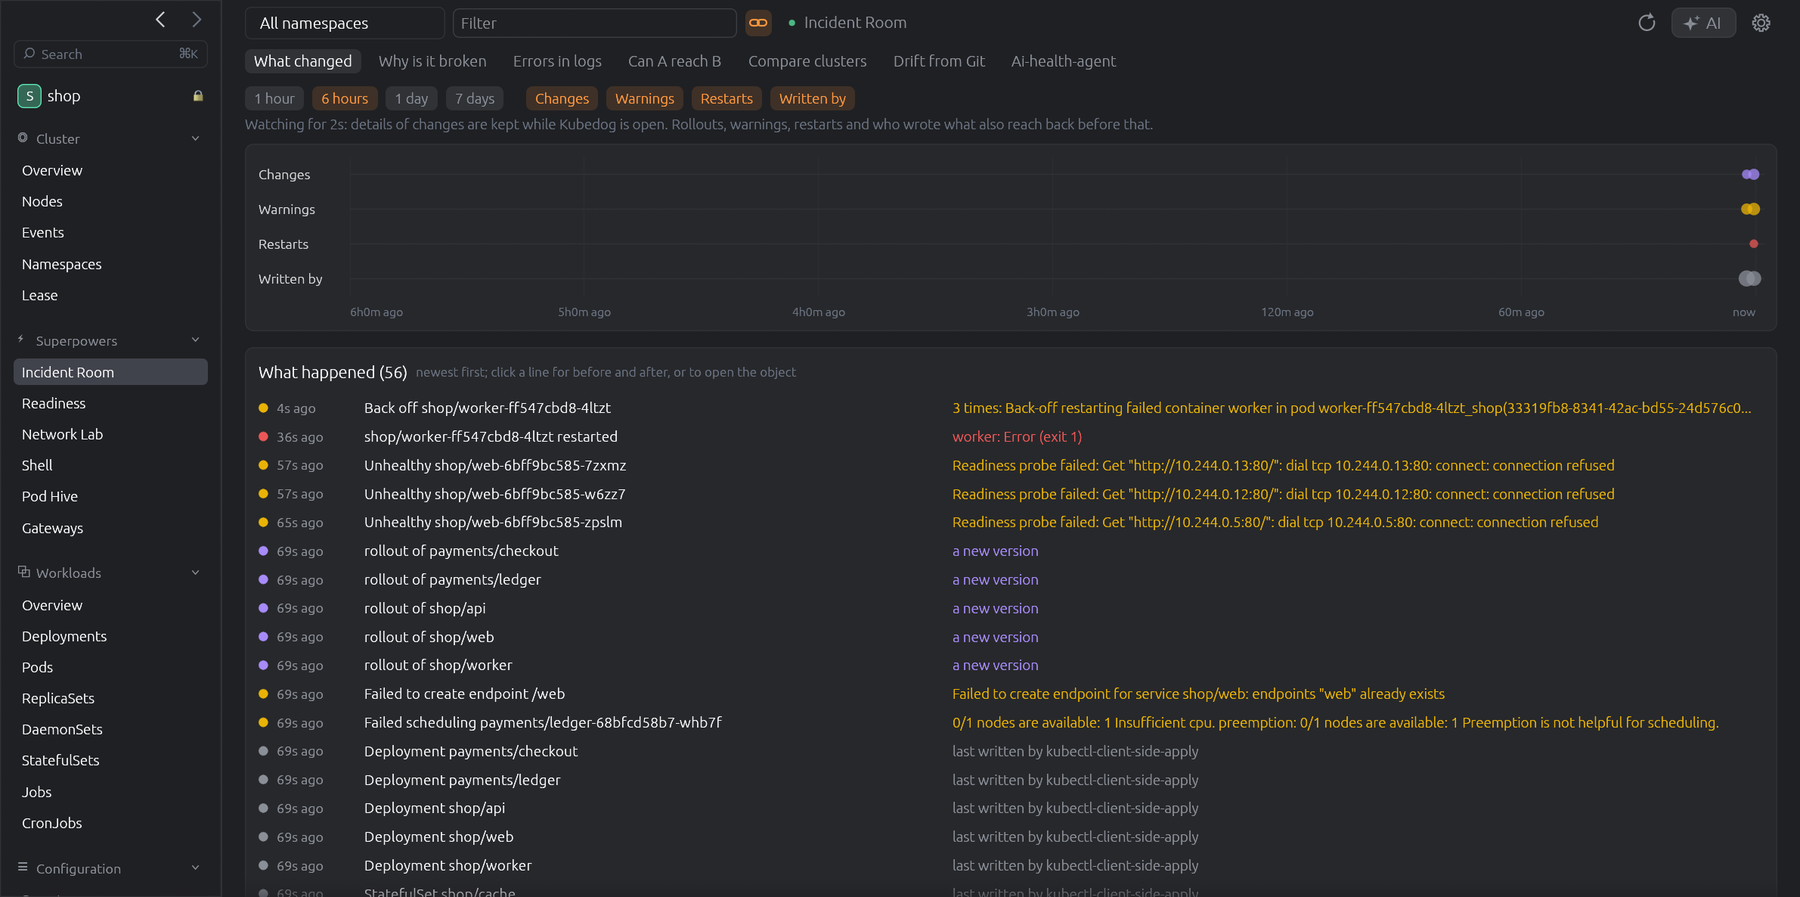 All namespaces
Filter
Incident Room
AI
Search
⌘K
S shop
Cluster
Overview
Nodes
Events
Namespaces
Lease
Superpowers
Incident Room
Readiness
Network Lab
Shell
Pod Hive
Gateways
Workloads
Overview
Deployments
Pods
ReplicaSets
DaemonSets
StatefulSets
Jobs
CronJobs
Configuration
What changed Why is it broken Errors in logs Can A reach B Compare clusters Drift from Git Ai-health-agent
1 hour 6 hours 1 day 7 days Changes Warnings Restarts Written by
Watching for 2s: details of changes are kept while Kubedog is open. Rollouts, warnings, restarts and who wrote what also reach back before that.
Changes
Warnings
Restarts
Written by
6h0m ago 5h0m ago 4h0m ago 3h0m ago 120m ago 60m ago now
What happened (56) newest first; click a line for before and after, or to open the object
4s ago Back off shop/worker-ff547cbd8-4ltzt 3 times: Back-off restarting failed container worker in pod worker-ff547cbd8-4ltzt_shop(33319fb8-8341-42ac-bd55-24d576c0...
36s ago shop/worker-ff547cbd8-4ltzt restarted worker: Error (exit 1)
57s ago Unhealthy shop/web-6bff9bc585-7zxmz Readiness probe failed: Get "http://10.244.0.13:80/": dial tcp 10.244.0.13:80: connect: connection refused
57s ago Unhealthy shop/web-6bff9bc585-w6zz7 Readiness probe failed: Get "http://10.244.0.12:80/": dial tcp 10.244.0.12:80: connect: connection refused
65s ago Unhealthy shop/web-6bff9bc585-zpslm Readiness probe failed: Get "http://10.244.0.5:80/": dial tcp 10.244.0.5:80: connect: connection refused
69s ago rollout of payments/checkout a new version
69s ago rollout of payments/ledger a new version
69s ago rollout of shop/api a new version
69s ago rollout of shop/web a new version
69s ago rollout of shop/worker a new version
69s ago Failed to create endpoint /web Failed to create endpoint for service shop/web: endpoints "web" already exists
69s ago Failed scheduling payments/ledger-68bfcd58b7-whb7f 0/1 nodes are available: 1 Insufficient cpu. preemption: 0/1 nodes are available: 1 Preemption is not helpful for scheduling.
69s ago Deployment payments/checkout last written by kubectl-client-side-apply
69s ago Deployment payments/ledger last written by kubectl-client-side-apply
69s ago Deployment shop/api last written by kubectl-client-side-apply
69s ago Deployment shop/web last written by kubectl-client-side-apply
69s ago Deployment shop/worker last written by kubectl-client-side-apply
69s ago StatefulSet shop/cache last written by kubectl-client-side-apply